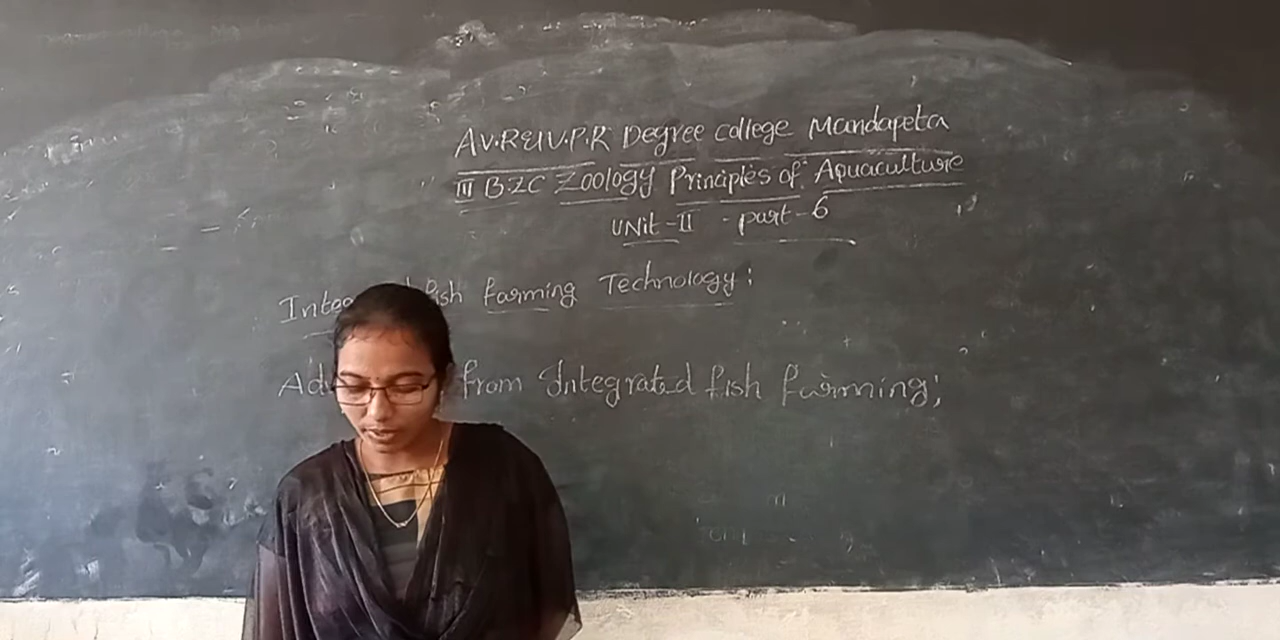 A.V.R & V.P.R Degree college Mandapeta
III BZC Zoology Principles of Aquaculture
UNit-II - part-6
fish farming Technology:
from Integrated fish farming;